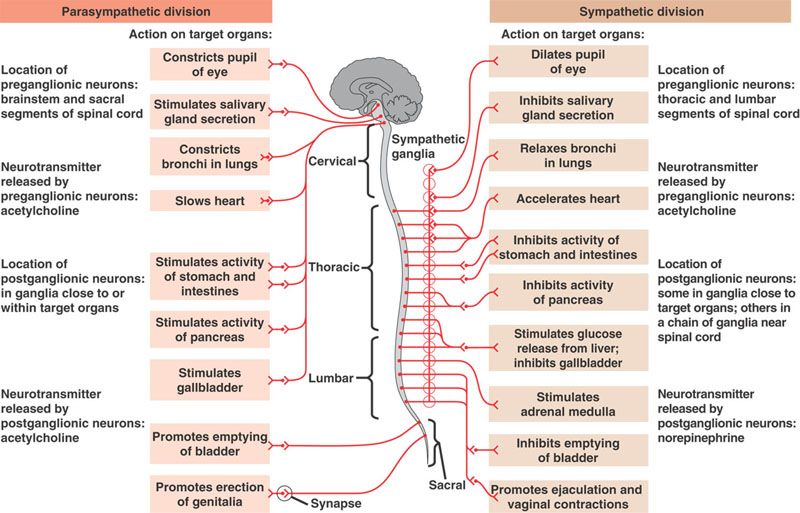 Parasympathetic division
Action on target organs:
Location of
preganglionic neurons:
brainstem and sacral
segments of spinal cord
Neurotransmitter
released by
preganglionic neurons:
acetylcholine
Location of
postganglionic neurons:
in ganglia close to or
within target organs
Neurotransmitter
released by
postganglionic neurons:
acetylcholine
Constricts pupil
of eye
Stimulates salivary
gland secretion
Constricts
bronchi in lungs
Slows heart
Stimulates activity
of stomach and
intestines
Stimulates activity
of pancreas
Stimulates
gallbladder
Promotes emptying
of bladder
Promotes erection
of genitalia
Synapse
Cervical
Thoracic
Lumbar
Sacral
Sympathetic
ganglia
Sympathetic division
Action on target organs:
Dilates pupil
of eye
Inhibits salivary
gland secretion
Relaxes bronchi
in lungs
Accelerates heart
Inhibits activity of
stomach and intestines
Inhibits activity
of pancreas
Stimulates glucose
release from liver;
inhibits gallbladder
Stimulates
adrenal medulla
Inhibits emptying
of bladder
Promotes ejaculation and
vaginal contractions
Location of
preganglionic neurons:
thoracic and lumbar
segments of spinal cord
Neurotransmitter
released by
preganglionic neurons:
acetylcholine
Location of
postganglionic neurons:
some in ganglia close to
target organs; others in
a chain of ganglia near
spinal cord
Neurotransmitter
released by
postganglionic neurons:
norepinephrine